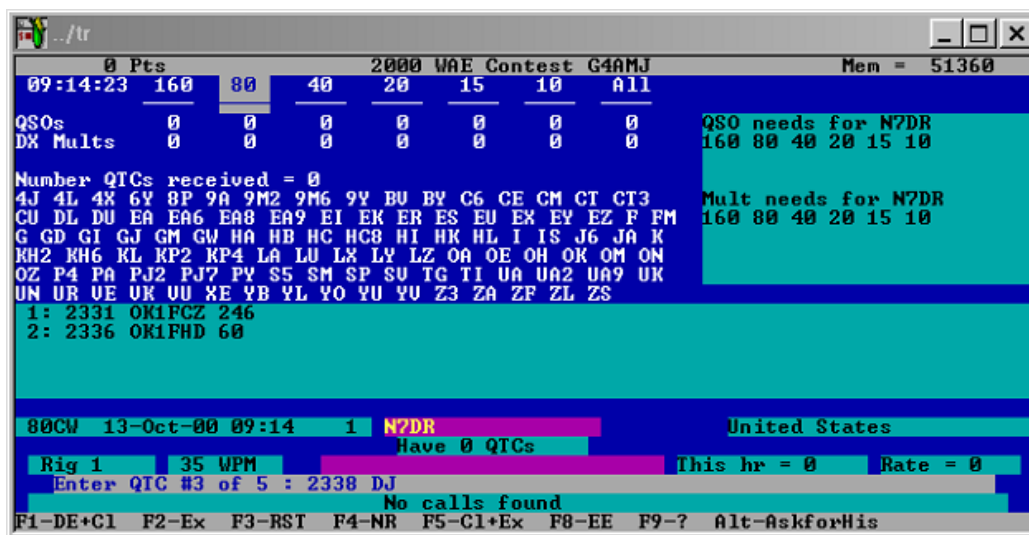 ../tr
0 Pts 2000 WAE Contest G4AMJ Mem = 51360
09:14:23 160 80 40 20 15 10 All
QSOs 0 0 0 0 0 0 0 QSO needs for N7DR
DX Mults 0 0 0 0 0 0 0 160 80 40 20 15 10
Number QTCs received = 0
4J 4L 4X 6Y 8P 9A 9M2 9M6 9Y BV BY C6 CE CM CT CT3 Mult needs for N7DR
CU DL DU EA EA6 EA8 EA9 EI EK ER ES EU EX EY EZ F FM 160 80 40 20 15 10
G GD GI GJ GM GW HA HB HC HC8 HI HK HL I IS J6 JA K
KH2 KH6 KL KP2 KP4 LA LU LX LY LZ OA OE OH OK OM ON
OZ P4 PA PJ2 PJ7 PY S5 SM SP SV TG TI UA UA2 UA9 UK
UN UR VE VK VU XE YB YL YO YU YV Z3 ZA ZF ZL ZS
1: 2331 OK1FCZ 246
2: 2336 OK1FHD 60
80CW 13-Oct-00 09:14 1 N7DR United States
Have 0 QTCs
Rig 1 35 WPM This hr = 0 Rate = 0
Enter QTC #3 of 5 : 2338 DJ
No calls found
F1-DE+Cl F2-Ex F3-RST F4-NR F5-Cl+Ex F8-EE F9-? Alt-AskforHis